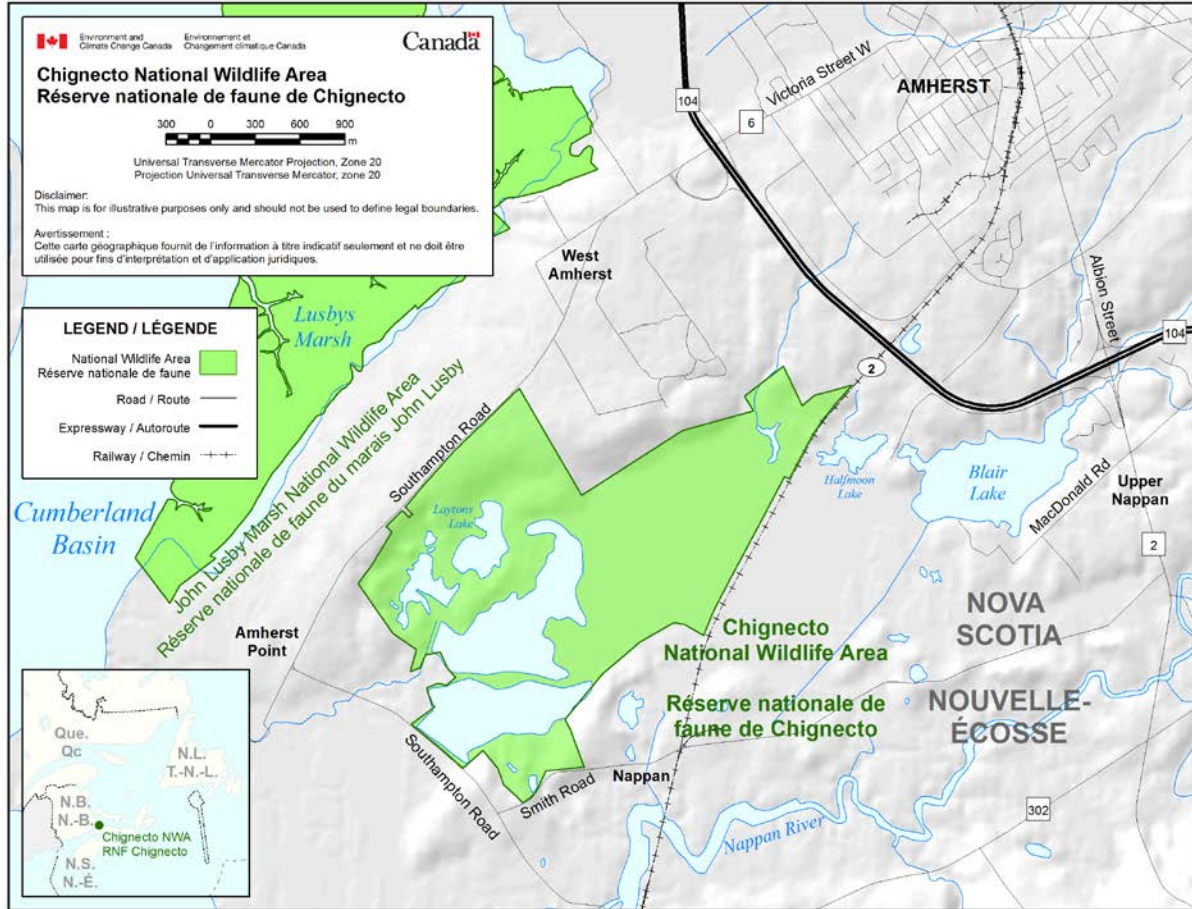 Environment and
Climate Change Canada
Environnement et
Changement climatique Canada
Canada
Chignecto National Wildlife Area
Réserve nationale de faune de Chignecto
300 0 300 600 900
m
Universal Transverse Mercator Projection, Zone 20
Projection Universal Transverse Mercator, zone 20
Disclaimer:
This map is for illustrative purposes only and should not be used to define legal boundaries.
Avertissement :
Cette carte géographique fournit de l'information à titre indicatif seulement et ne doit être
utilisée pour fins d'interprétation et d'application juridiques.
LEGEND / LÉGENDE
National Wildlife Area
Réserve nationale de faune
Road / Route
Expressway / Autoroute
Railway / Chemin
104
6
Victoria Street W
AMHERST
West
Amherst
Albion Street
104
2
Lusbys
Marsh
John Lusby Marsh National Wildlife Area
Réserve nationale de faune du marais John Lusby
Southampton Road
Cumberland
Basin
Laytons
Lake
Halfmoon
Lake
Blair
Lake
MacDonald Rd
Upper
Nappan
2
Amherst
Point
Chignecto
National Wildlife Area
Réserve nationale de
faune de Chignecto
NOVA
SCOTIA
NOUVELLE-
ÉCOSSE
Southampton Road
Smith Road
Nappan
Nappan River
302
Que.
Qc
N.L.
T.-N.-L.
N.B.
N.-B.
Chignecto NWA
RNF Chignecto
N.S.
N.-É.